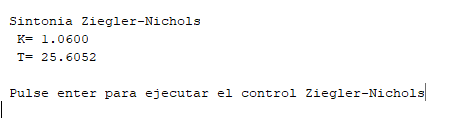 Sintonia Ziegler-Nichols
K= 1.0600
T= 25.6052
Pulse enter para ejecutar el control Ziegler-Nichols